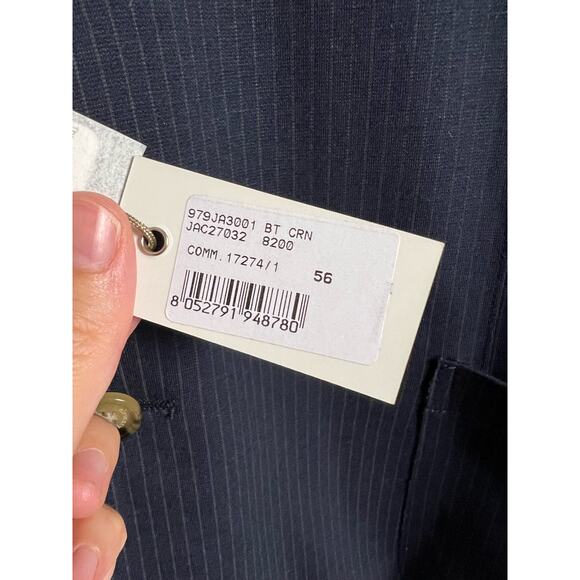 979JA3001 BT CRN
JAC27032 8200
COMM.17274/1 56
8 052791 948780